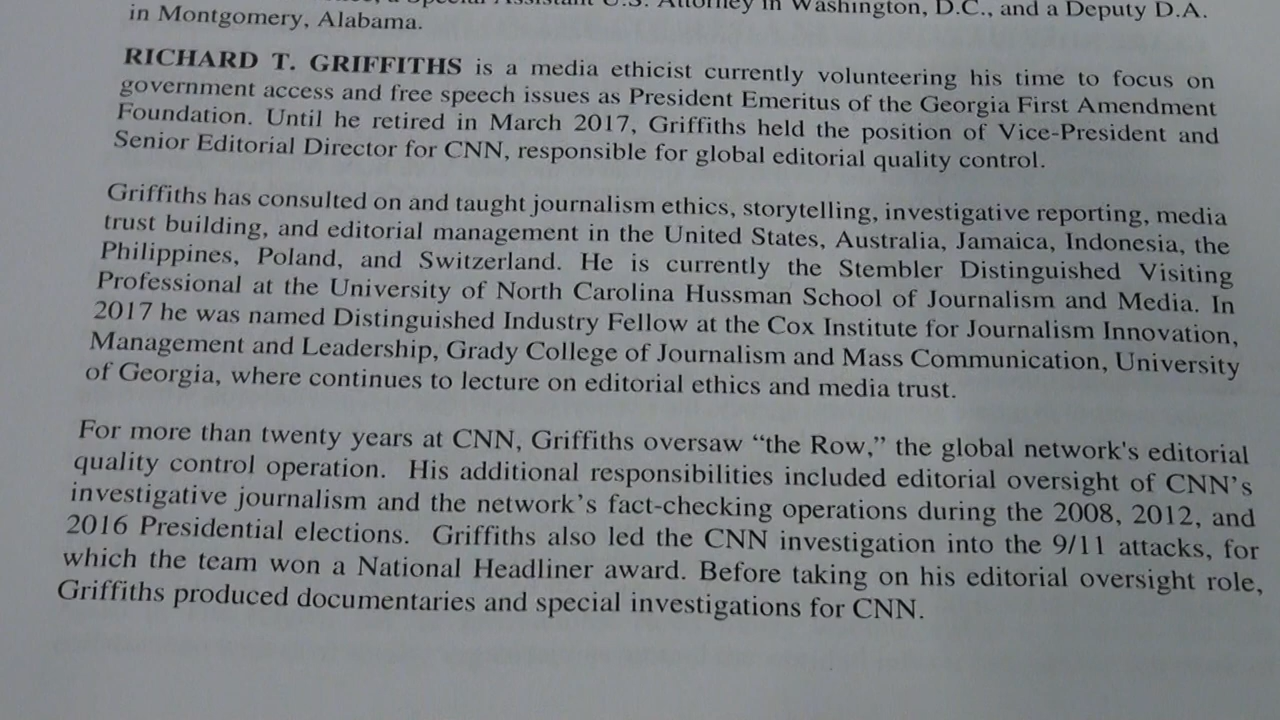 a Special Assistant U.S. Attorney in Washington, D.C., and a Deputy D.A.
in Montgomery, Alabama.
RICHARD T. GRIFFITHS is a media ethicist currently volunteering his time to focus on
government access and free speech issues as President Emeritus of the Georgia First Amendment
Foundation. Until he retired in March 2017, Griffiths held the position of Vice-President and
Senior Editorial Director for CNN, responsible for global editorial quality control.
Griffiths has consulted on and taught journalism ethics, storytelling, investigative reporting, media
trust building, and editorial management in the United States, Australia, Jamaica, Indonesia, the
Philippines, Poland, and Switzerland. He is currently the Stembler Distinguished Visiting
Professional at the University of North Carolina Hussman School of Journalism and Media. In
2017 he was named Distinguished Industry Fellow at the Cox Institute for Journalism Innovation,
Management and Leadership, Grady College of Journalism and Mass Communication, University
of Georgia, where continues to lecture on editorial ethics and media trust.
For more than twenty years at CNN, Griffiths oversaw “the Row,” the global network's editorial
quality control operation. His additional responsibilities included editorial oversight of CNN’s
investigative journalism and the network’s fact-checking operations during the 2008, 2012, and
2016 Presidential elections. Griffiths also led the CNN investigation into the 9/11 attacks, for
which the team won a National Headliner award. Before taking on his editorial oversight role,
Griffiths produced documentaries and special investigations for CNN.